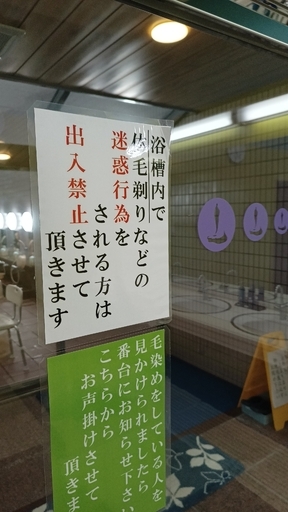 浴槽内で
体毛剃りなどの
迷惑行為を
される方は
出入禁止させて
頂きます
毛染めをしている人を
見かけられましたら
番台にお知らせ下さい
こちらから
お声掛けさせて
頂きます